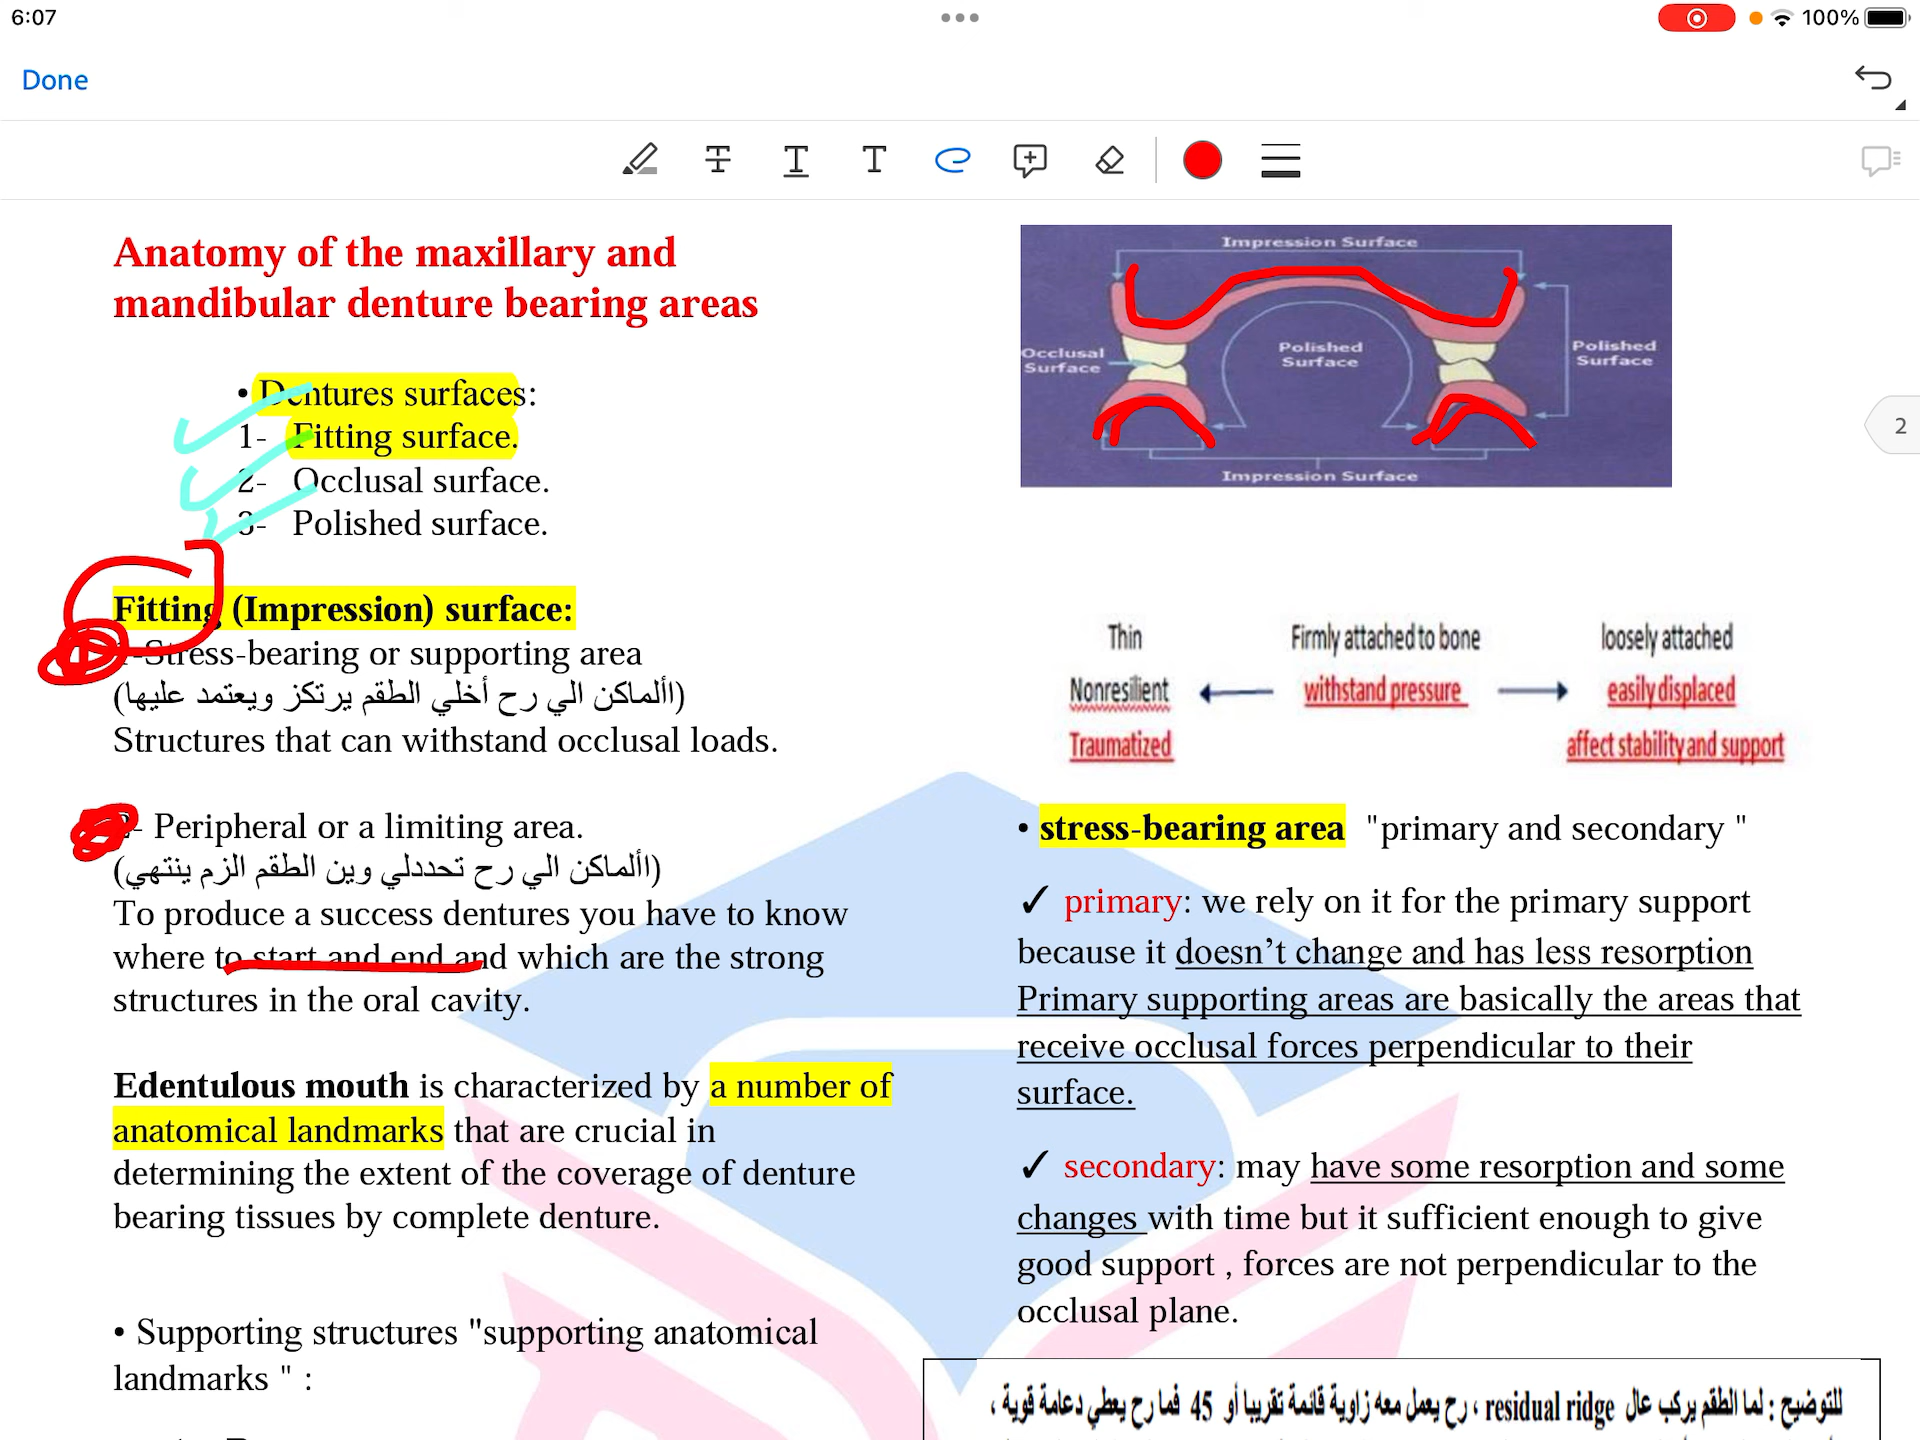 6:07
100%
Done
2
Anatomy of the maxillary and
mandibular denture bearing areas
• Dentures surfaces:
1- Fitting surface.
2- Occlusal surface.
3- Polished surface.
Fitting (Impression) surface:
1-Stress-bearing or supporting area
(األماكن الي رح أخلي الطقم يرتكز ويعتمد عليها)
Structures that can withstand occlusal loads.
2- Peripheral or a limiting area.
(األماكن الي رح تحددلي وين الطقم الزم ينتهي)
To produce a success dentures you have to know
where to start and end and which are the strong
structures in the oral cavity.
Edentulous mouth is characterized by a number of
anatomical landmarks that are crucial in
determining the extent of the coverage of denture
bearing tissues by complete denture.
• Supporting structures "supporting anatomical
landmarks " :
Impression Surface
Occlusal
Surface
Polished
Surface
Polished
Surface
Impression Surface
Thin Firmly attached to bone loosely attached
Nonresilient withstand pressure easily displaced
Traumatized affect stability and support
• stress-bearing area "primary and secondary "
✓ primary: we rely on it for the primary support
because it doesn’t change and has less resorption
Primary supporting areas are basically the areas that
receive occlusal forces perpendicular to their
surface.
✓ secondary: may have some resorption and some
changes with time but it sufficient enough to give
good support , forces are not perpendicular to the
occlusal plane.
للتوضيح : لما الطقم يركب عال residual ridge ، رح يعمل معه زاوية قائمة تقريبا أو 45 فما رح يعطي دعامة قوية ،